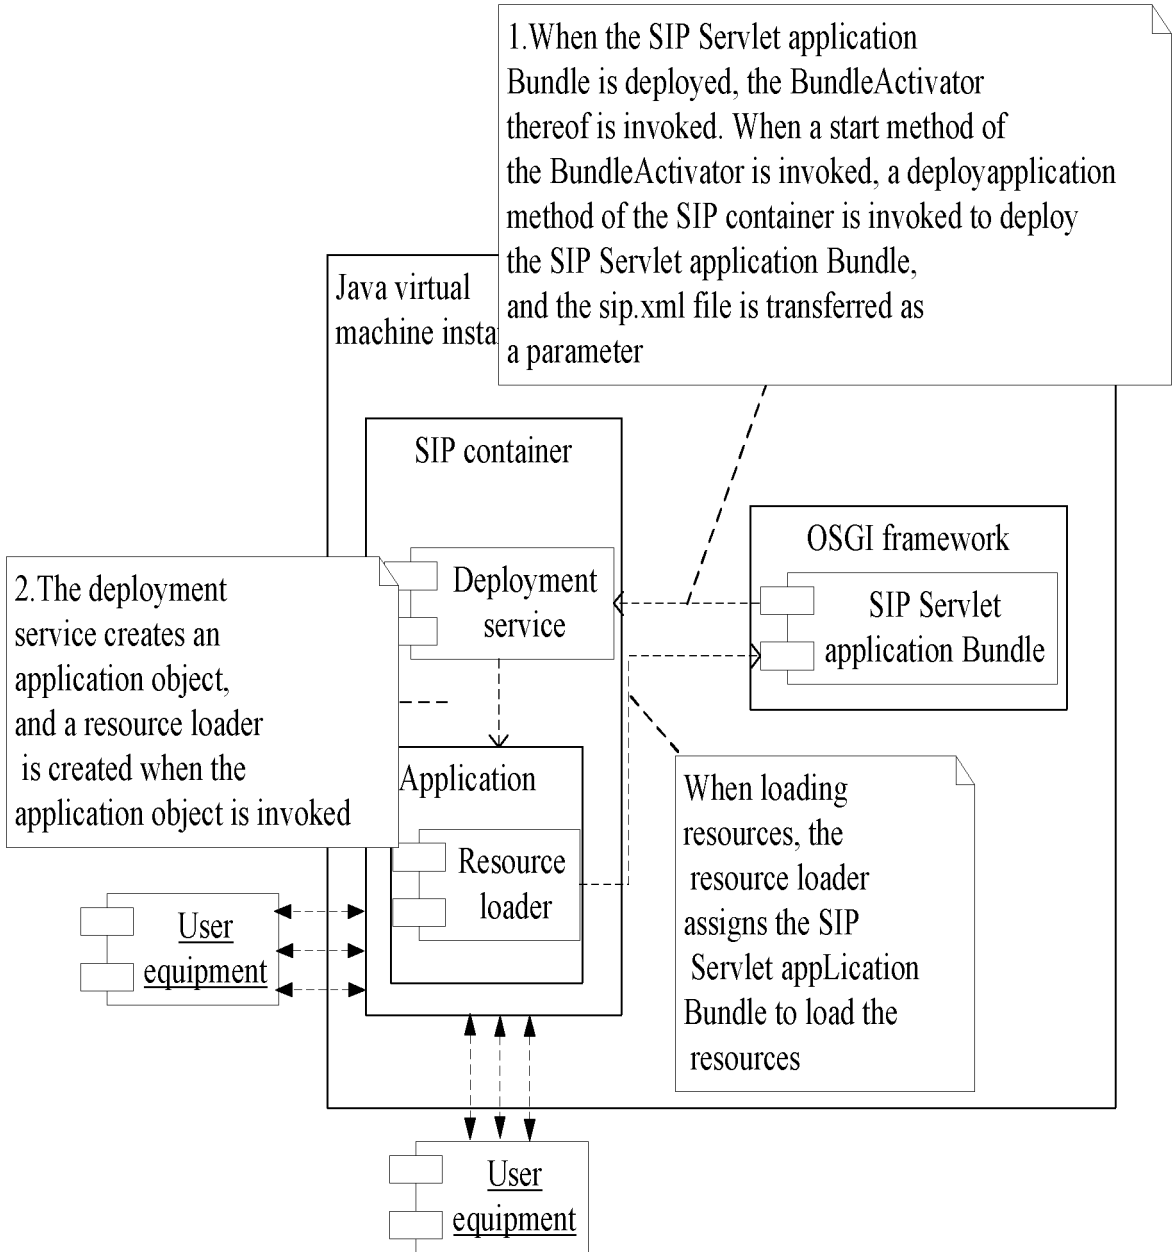 1.When the SIP Servlet application
Bundle is deployed, the BundleActivator
thereof is invoked. When a start method of
the BundleActivator is invoked, a deployapplication
method of the SIP container is invoked to deploy
the SIP Servlet application Bundle,
and the sip.xml file is transferred as
a parameter
Java virtual
machine insta
SIP container
OSGI framework
Deployment
service
SIP Servlet
application Bundle
2.The deployment
service creates an
application object,
and a resource loader
is created when the
application object is invoked
Application
Resource
loader
When loading
resources, the
resource loader
assigns the SIP
Servlet appLication
Bundle to load the
resources
User
equipment
User
equipment